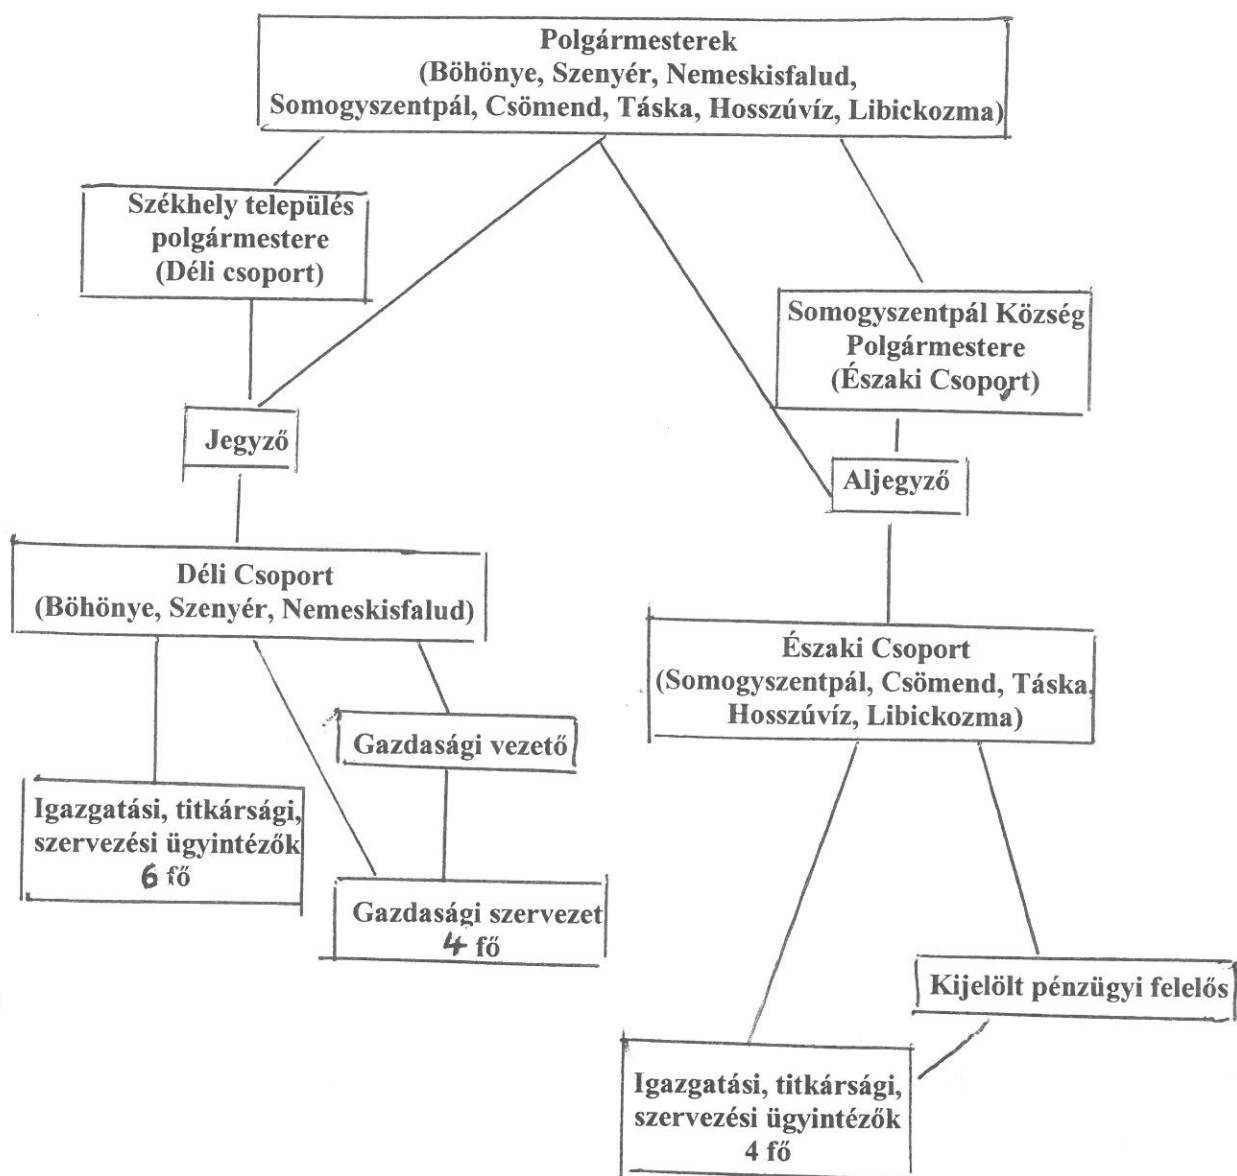 Polgármesterek
(Böhönye, Szenyér, Nemeskisfalud,
Somogyszentpál, Csömend, Táska, Hosszúvíz, Libickozma)
Székhely település
polgármestere
(Déli csoport)
Somogyszentpál Község
Polgármestere
(Északi Csoport)
Jegyző
Aljegyző
Déli Csoport
(Böhönye, Szenyér, Nemeskisfalud)
Északi Csoport
(Somogyszentpál, Csömend, Táska,
Hosszúvíz, Libickozma)
Gazdasági vezető
Igazgatási, titkársági,
szervezési ügyintézők
6 fő
Gazdasági szervezet
4 fő
Kijelölt pénzügyi felelős
Igazgatási, titkársági,
szervezési ügyintézők
4 fő